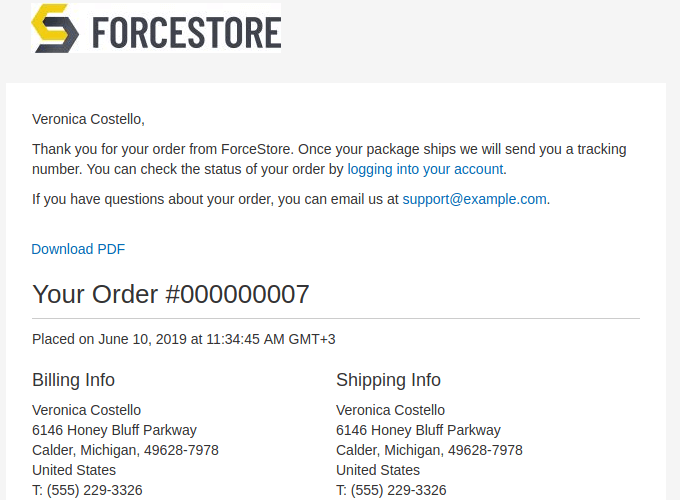 FORCESTORE
Veronica Costello,
Thank you for your order from ForceStore. Once your package ships we will send you a tracking
number. You can check the status of your order by logging into your account.
If you have questions about your order, you can email us at support@example.com.
Download PDF
Your Order #000000007
Placed on June 10, 2019 at 11:34:45 AM GMT+3
Billing Info
Veronica Costello
6146 Honey Bluff Parkway
Calder, Michigan, 49628-7978
United States
T: (555) 229-3326
Shipping Info
Veronica Costello
6146 Honey Bluff Parkway
Calder, Michigan, 49628-7978
United States
T: (555) 229-3326